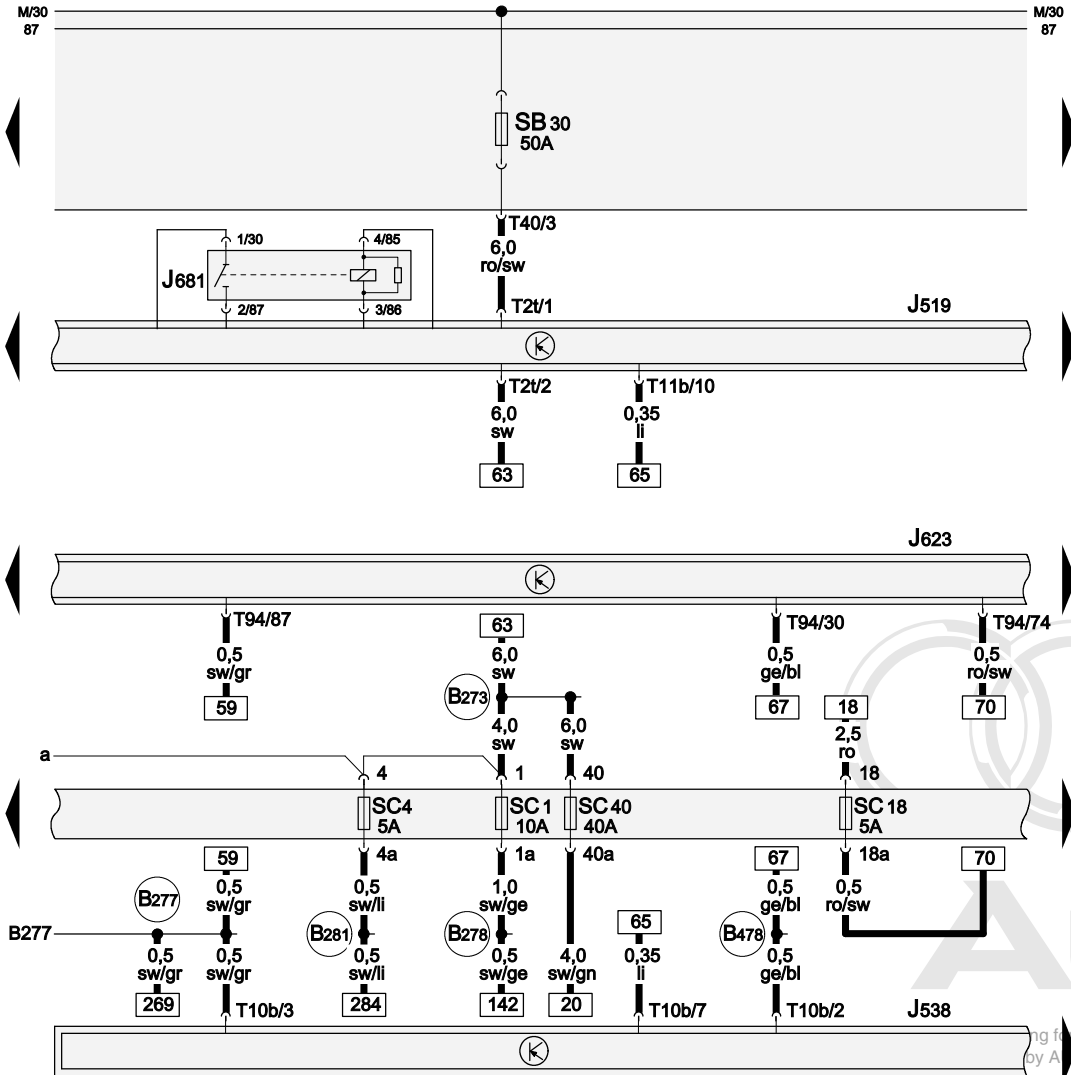 M/30
M/30
87
87
SB 30
50A
T40/3
1/30
4/85
6,0
ro/sw
J681
2/87
3/86
T2t/1
J519
T2t/2
T11b/10
6,0
sw
0,35
li
63
65
J623
T94/87
63
T94/30
T94/74
0,5
sw/gr
6,0
sw
0,5
ge/bl
0,5
ro/sw
59
B273
67
18
70
4,0
sw
6,0
sw
2,5
ro
a
4
1
40
18
SC4
5A
SC 1
10A
SC 40
40A
SC 18
5A
59
4a
1a
40a
67
18a
70
0,5
sw/gr
0,5
sw/li
1,0
sw/ge
0,5
ge/bl
0,5
ro/sw
B277
65
B277
B281
B278
B478
0,5
sw/gr
0,5
sw/gr
0,5
sw/li
0,5
sw/ge
4,0
sw/gn
0,35
li
0,5
ge/bl
269
T10b/3
284
142
20
T10b/7
T10b/2
J538
by A